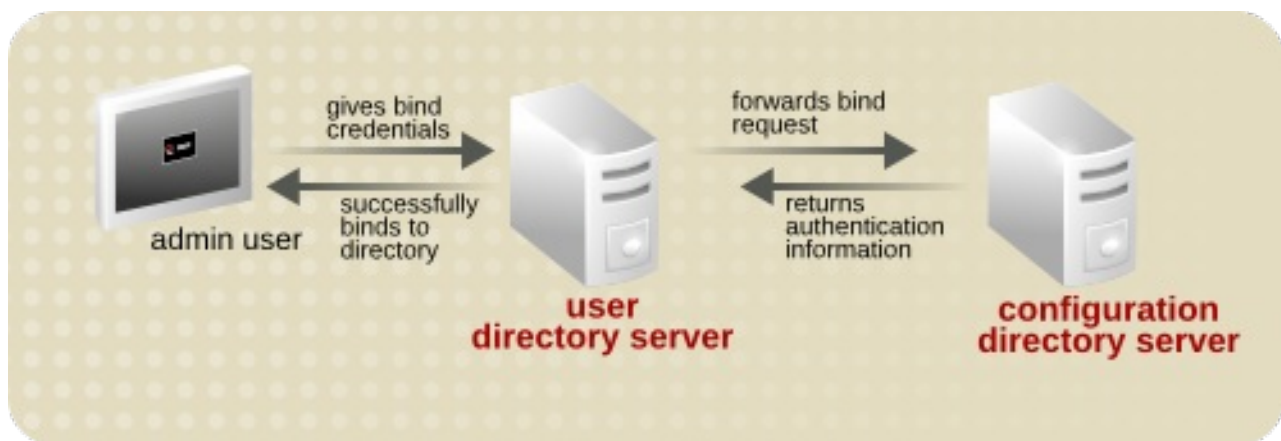 gives bind
credentials
forwards bind
request
successfully
binds to
directory
returns
authentication
information
admin user
user
directory server
configuration
directory server